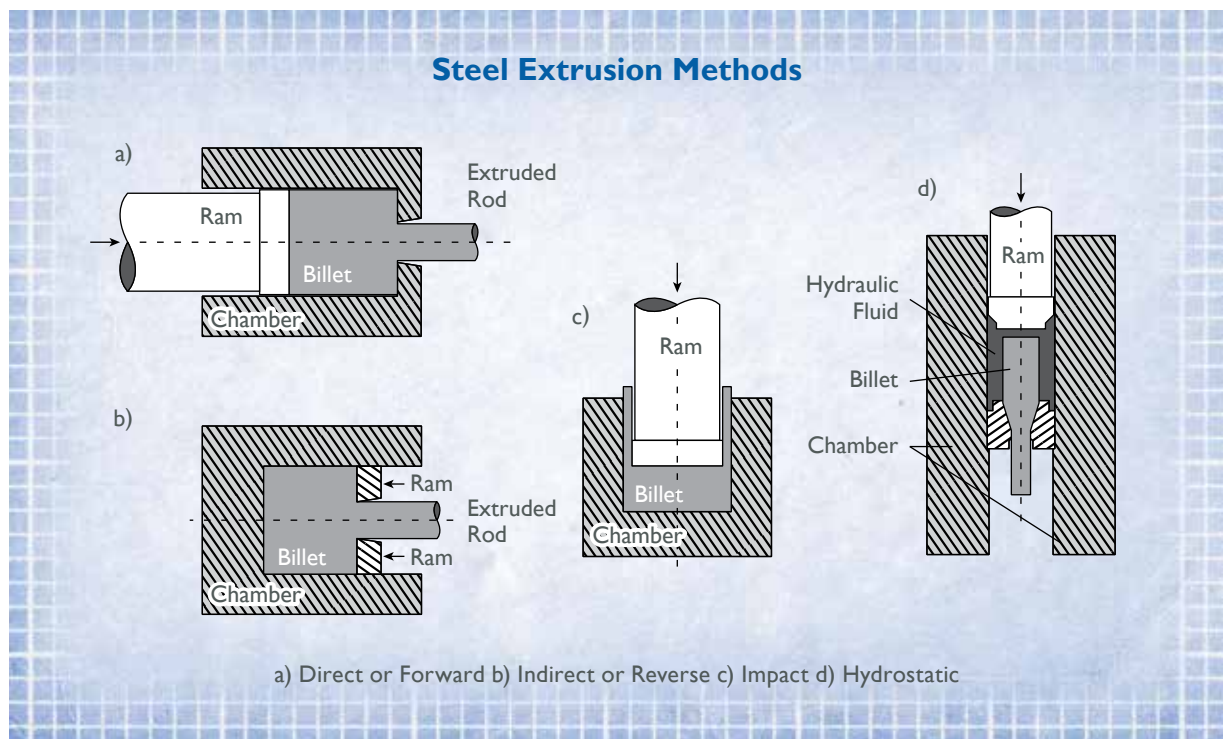 Steel Extrusion Methods
a)
Ram
Billet
Chamber
Extruded
Rod
b)
Ram
Extruded
Rod
Billet
Ram
Chamber
c)
Ram
Billet
Chamber
d)
Ram
Hydraulic
Fluid
Billet
Chamber
a) Direct or Forward b) Indirect or Reverse c) Impact d) Hydrostatic